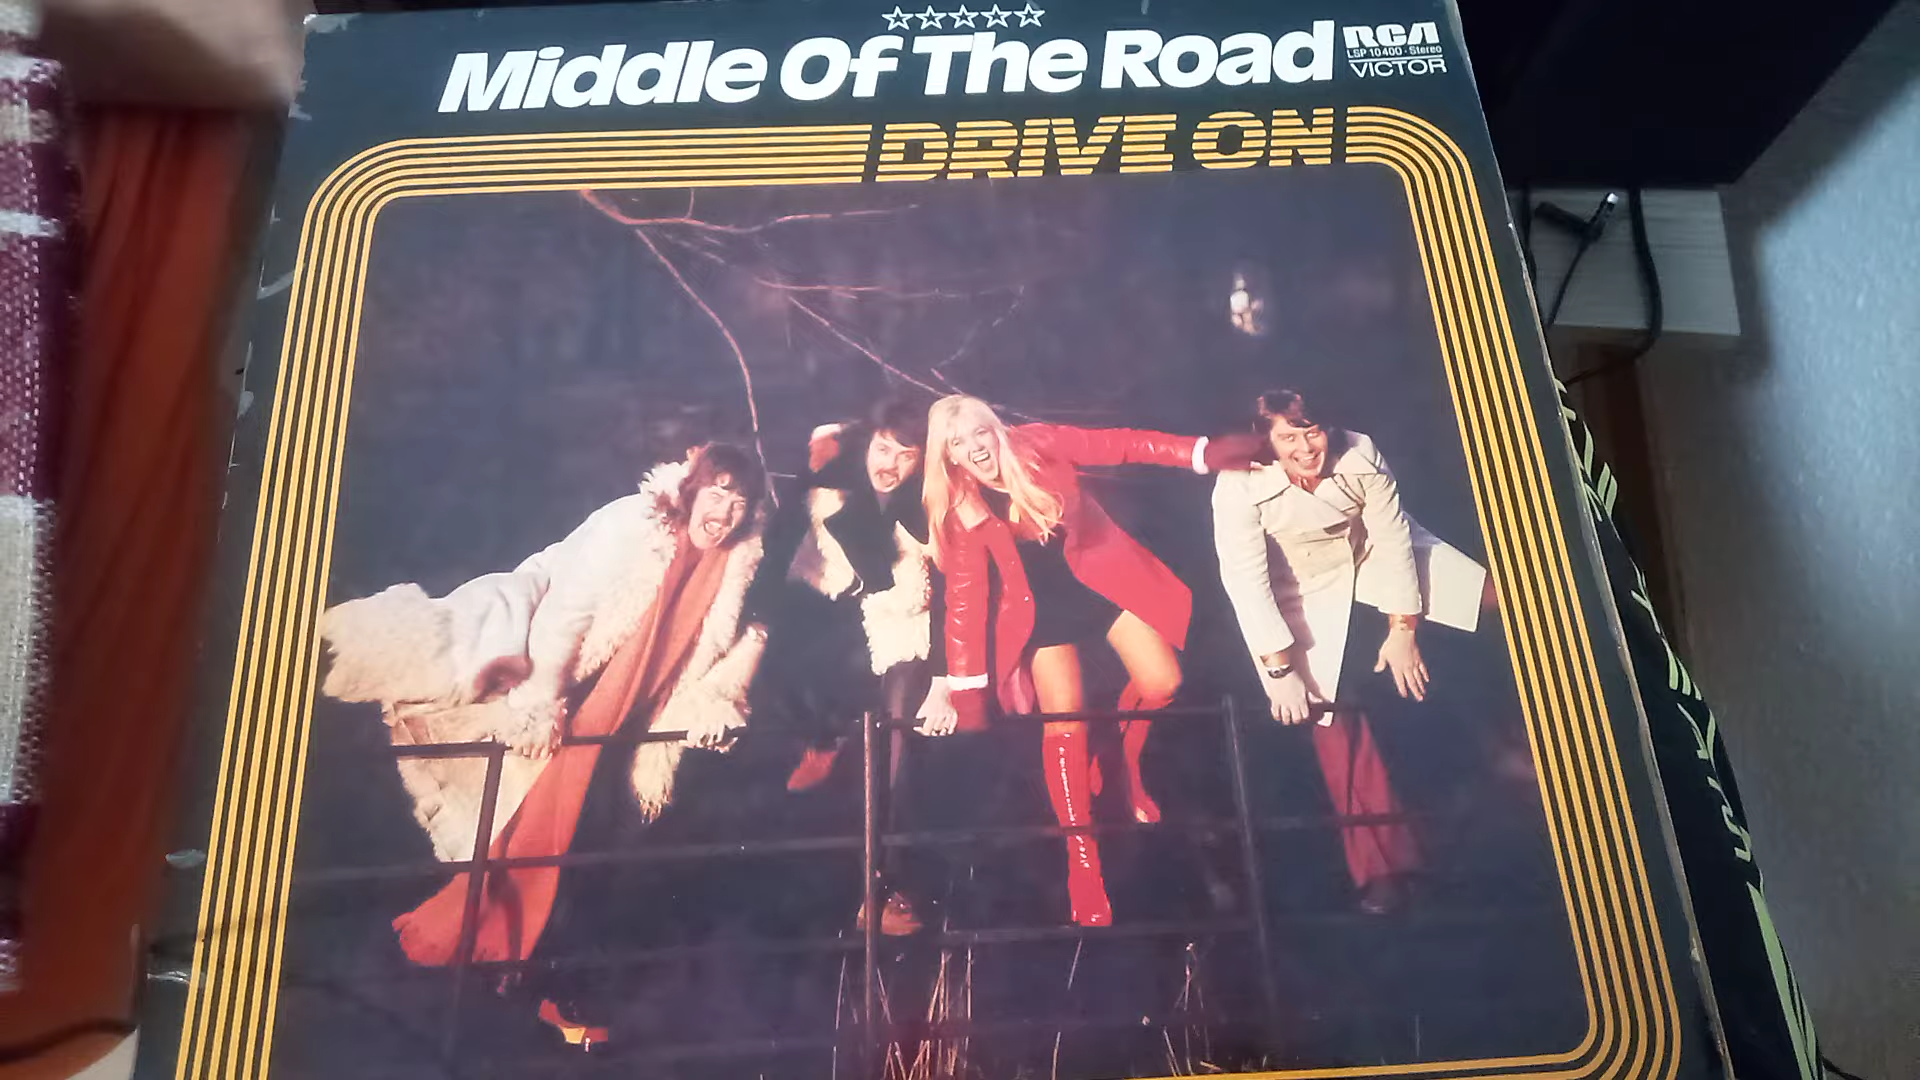 ☆☆☆☆☆
Middle Of The Road
RCA
LSP 10400 · Stereo
VICTOR
DRIVE ON